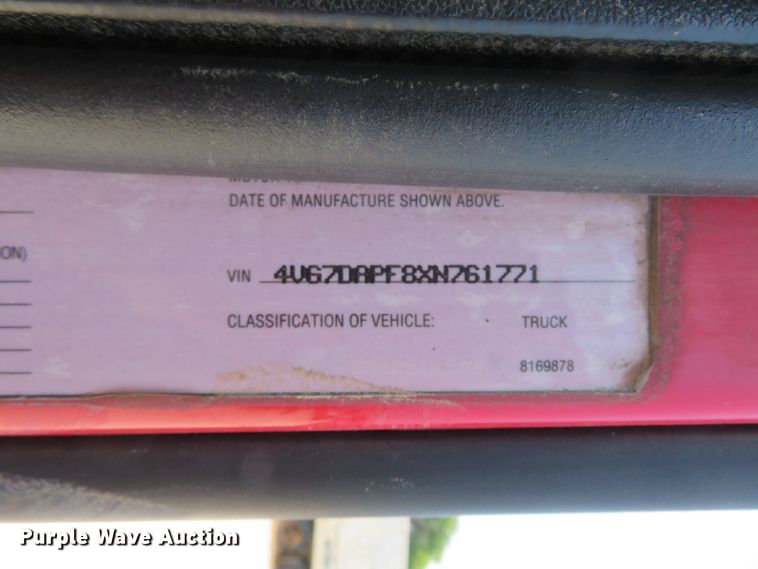 DATE OF MANUFACTURE SHOWN ABOVE.
ON)
VIN 4V67DAPF8XN761771
CLASSIFICATION OF VEHICLE: TRUCK
8169878
Purple Wave Auction